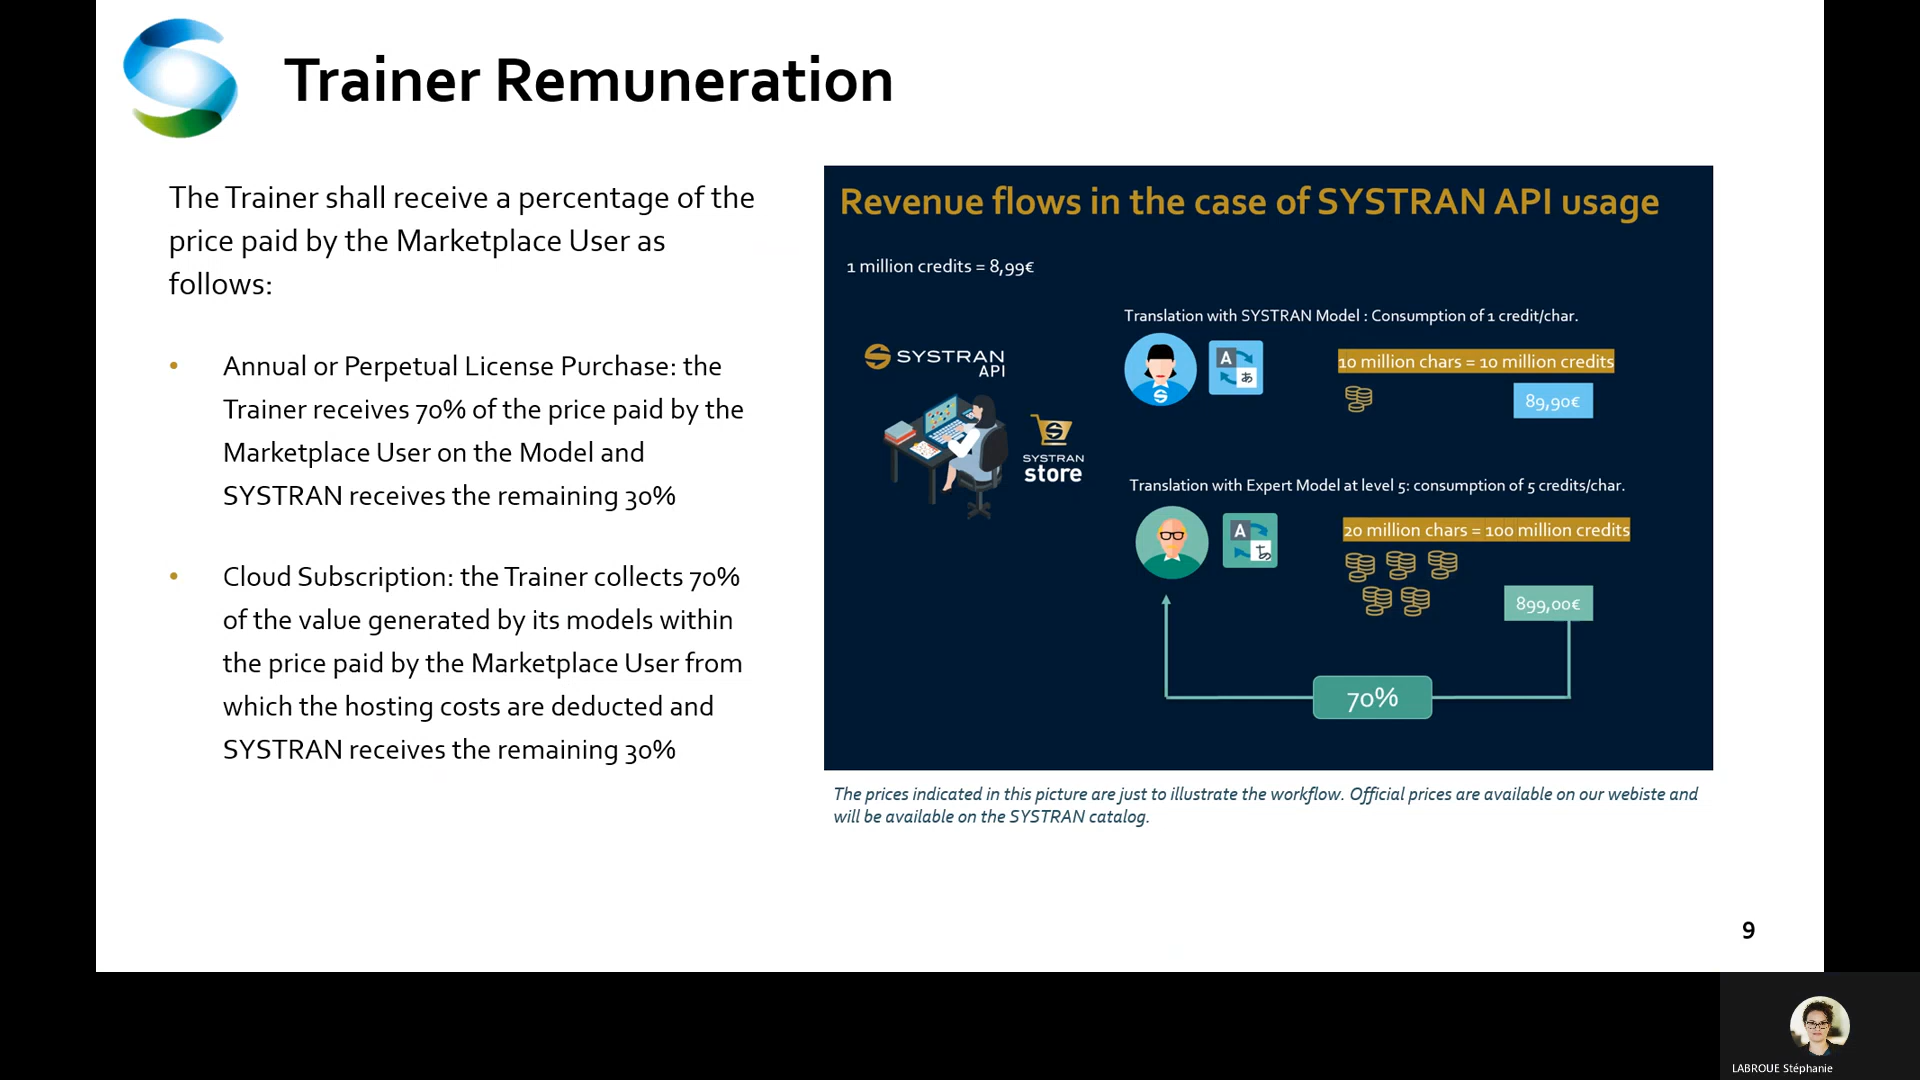 Trainer Remuneration
The Trainer shall receive a percentage of the
price paid by the Marketplace User as
follows:
• Annual or Perpetual License Purchase: the
Trainer receives 70% of the price paid by the
Marketplace User on the Model and
SYSTRAN receives the remaining 30%
• Cloud Subscription: the Trainer collects 70%
of the value generated by its models within
the price paid by the Marketplace User from
which the hosting costs are deducted and
SYSTRAN receives the remaining 30%
Revenue flows in the case of SYSTRAN API usage
1 million credits = 8,99€
SYSTRAN
API
SYSTRAN
store
Translation with SYSTRAN Model : Consumption of 1 credit/char.
A
あ
10 million chars = 10 million credits
89,90€
Translation with Expert Model at level 5: consumption of 5 credits/char.
A
あ
20 million chars = 100 million credits
899,00€
70%
The prices indicated in this picture are just to illustrate the workflow. Official prices are available on our webiste and
will be available on the SYSTRAN catalog.
9
LABROUE Stéphanie